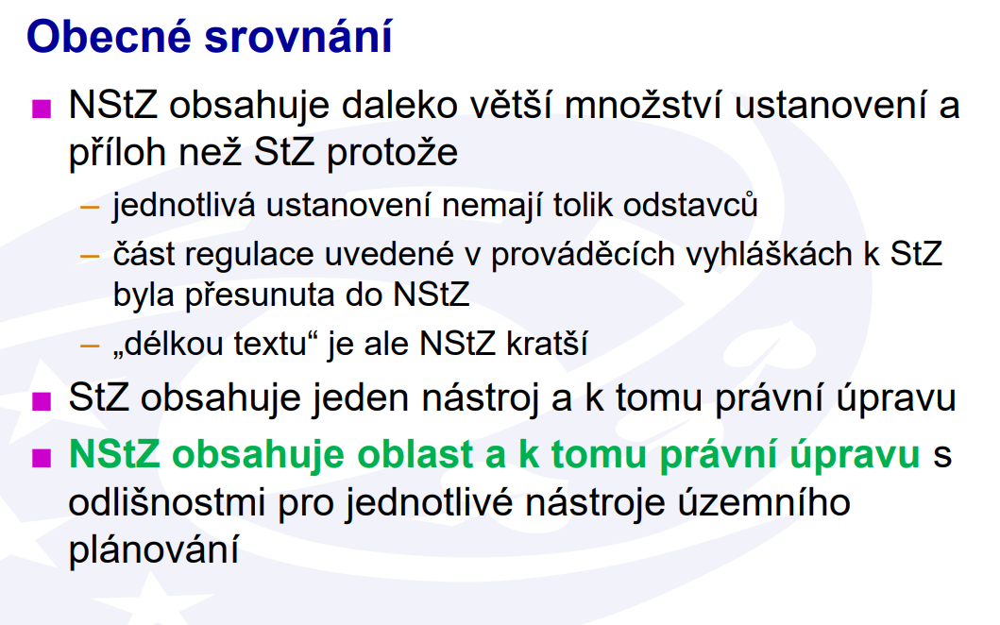 Obecné srovnání
NStZ obsahuje daleko větší množství ustanovení a
příloh než StZ protože
– jednotlivá ustanovení nemají tolik odstavců
– část regulace uvedené v prováděcích vyhláškách k StZ
byla přesunuta do NStZ
– „délkou textu“ je ale NStZ kratší
StZ obsahuje jeden nástroj a k tomu právní úpravu
NStZ obsahuje oblast a k tomu právní úpravu s
odlišnostmi pro jednotlivé nástroje územního
plánování